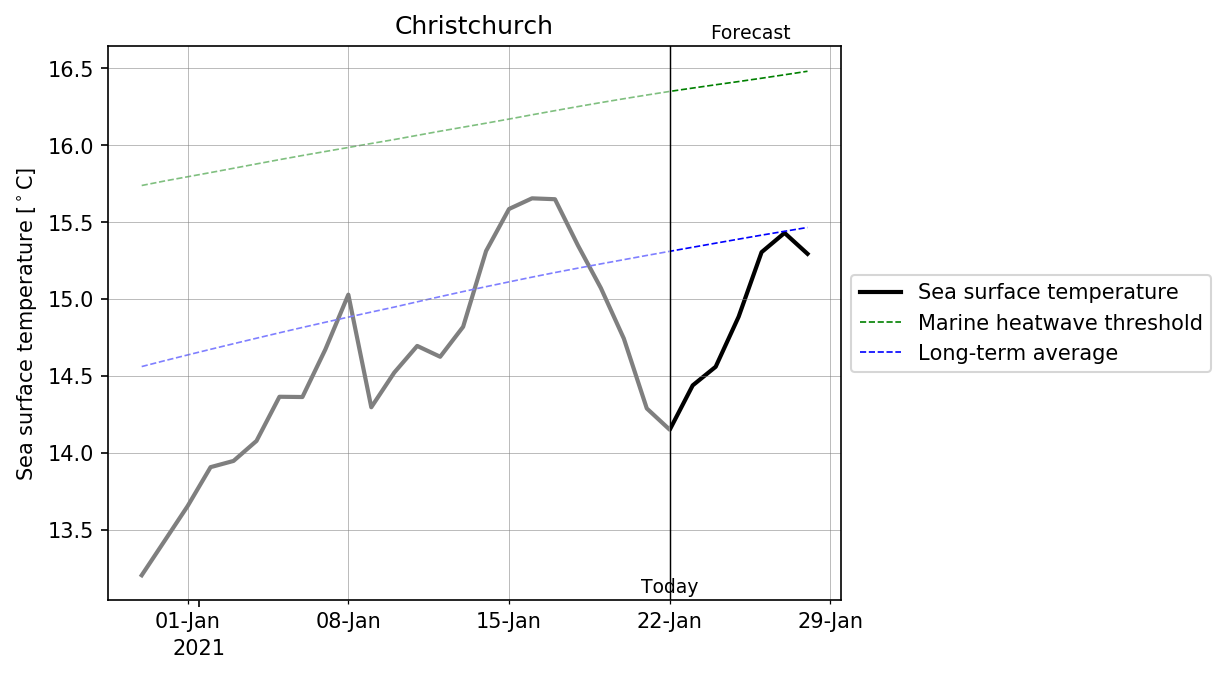 Christchurch
Forecast
Sea surface temperature [°C]
16.5
16.0
15.5
15.0
14.5
14.0
13.5
Sea surface temperature
Marine heatwave threshold
Long-term average
Today
01-Jan
08-Jan
15-Jan
22-Jan
29-Jan
2021